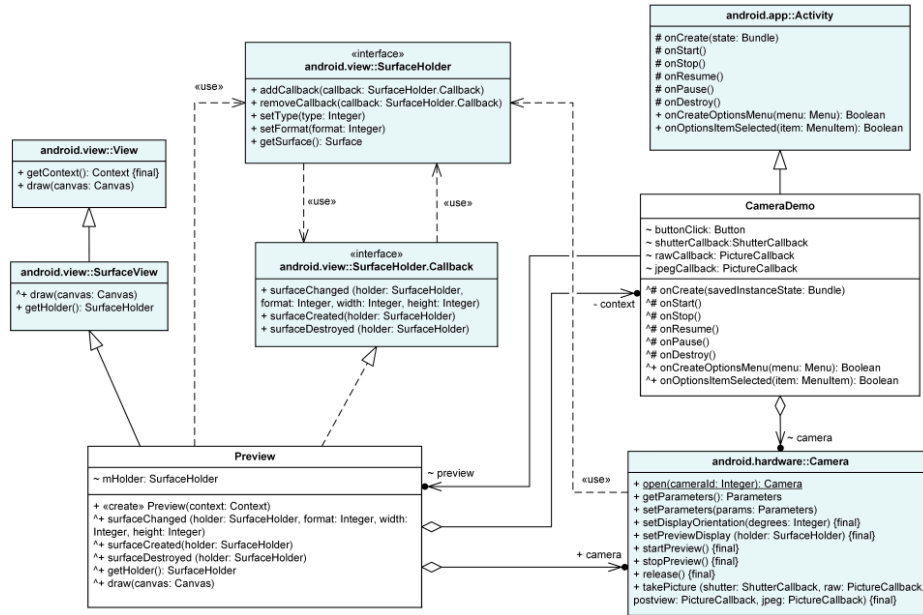 android.app::Activity
# onCreate(state: Bundle)
# onStart()
# onStop()
# onResume()
# onPause()
# onDestroy()
+ onCreateOptionsMenu(menu: Menu): Boolean
+ onOptionsItemSelected(item: MenuItem): Boolean
«interface»
android.view::SurfaceHolder
+ addCallback(callback: SurfaceHolder.Callback)
+ removeCallback(callback: SurfaceHolder.Callback)
+ setType(type: Integer)
+ setFormat(format: Integer)
+ getSurface(): Surface
«use»
android.view::View
+ getContext(): Context {final}
+ draw(canvas: Canvas)
«use»
«use»
CameraDemo
~ buttonClick: Button
~ shutterCallback:ShutterCallback
~ rawCallback: PictureCallback
~ jpegCallback: PictureCallback
^# onCreate(savedInstanceState: Bundle)
^# onStart()
^# onStop()
^# onResume()
^# onPause()
^# onDestroy()
^+ onCreateOptionsMenu(menu: Menu): Boolean
^+ onOptionsItemSelected(item: MenuItem): Boolean
«interface»
android.view::SurfaceHolder.Callback
+ surfaceChanged (holder: SurfaceHolder,
format: Integer, width: Integer, height: Integer)
+ surfaceCreated(holder: SurfaceHolder)
+ surfaceDestroyed (holder: SurfaceHolder)
android.view::SurfaceView
^+ draw(canvas: Canvas)
+ getHolder(): SurfaceHolder
- context
~ camera
Preview
~ mHolder: SurfaceHolder
+ «create» Preview(context: Context)
^+ surfaceChanged (holder: SurfaceHolder, format: Integer, width:
Integer, height: Integer)
^+ surfaceCreated(holder: SurfaceHolder)
^+ surfaceDestroyed (holder: SurfaceHolder)
^+ getHolder(): SurfaceHolder
^+ draw(canvas: Canvas)
~ preview
«use»
+ camera
android.hardware::Camera
+ open(cameraId: Integer): Camera
+ getParameters(): Parameters
+ setParameters(params: Parameters)
+ setDisplayOrientation(degrees: Integer) {final}
+ setPreviewDisplay (holder: SurfaceHolder) {final}
+ startPreview() {final}
+ stopPreview() {final}
+ release() {final}
+ takePicture (shutter: ShutterCallback, raw: PictureCallback,
postview: PictureCallback, jpeg: PictureCallback) {final}